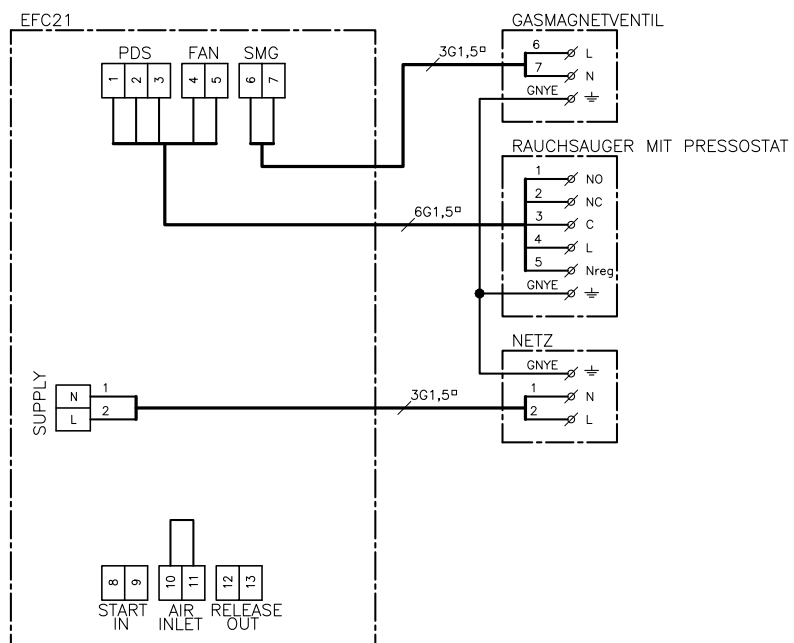 EFC21
PDS FAN SMG
1 2 3 4 5 6 7
3G1,5□
GASMAGNETVENTIL
6 L
7 N
GNYE
RAUCHSAUGER MIT PRESSOSTAT
6G1,5□
1 NO
2 NC
3 C
4 L
5 Nreg
GNYE
NETZ
GNYE
SUPPLY
N 1
L 2
3G1,5□
1 N
2 L
8 9 10 11 12 13
START IN
AIR INLET
RELEASE OUT